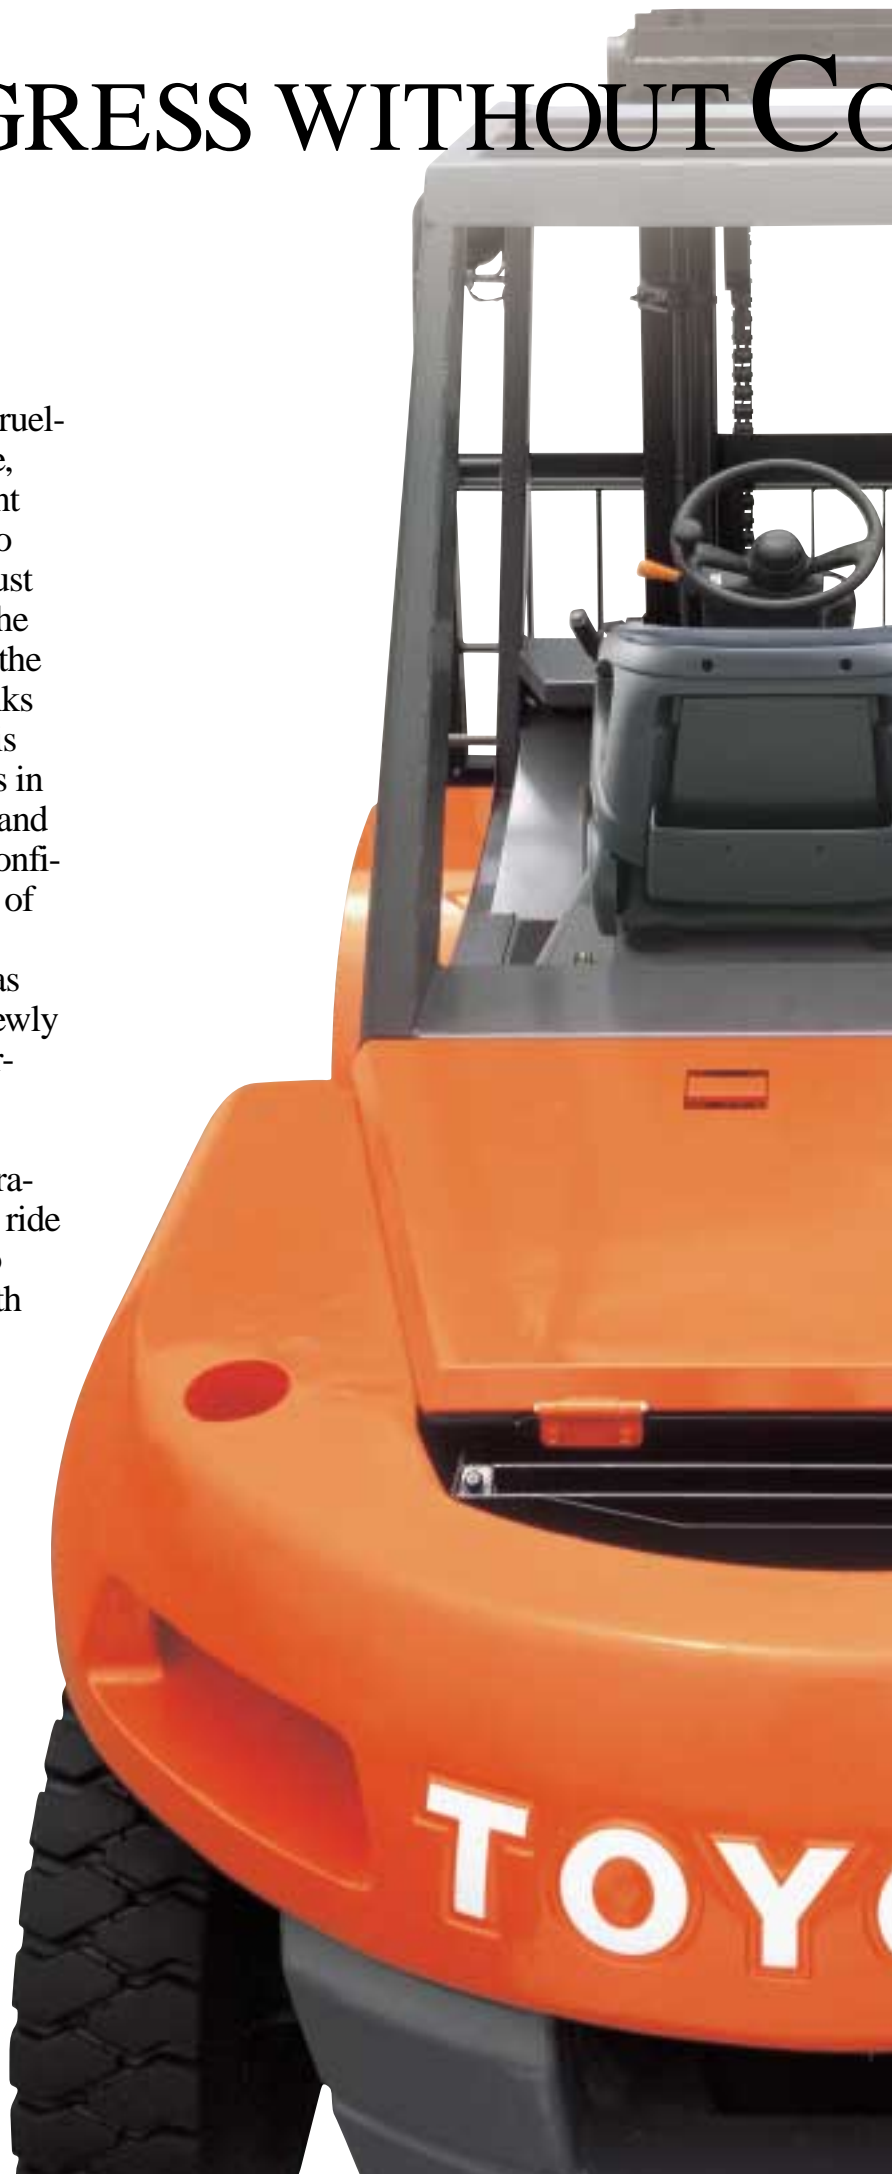 GRESS WITHOUT CO
ruel-
e,
nt
o
ust
he
the
ks
is
s in
and
onfi-
of
as
ewly
r-
ra-
ride
o
th
TOYO